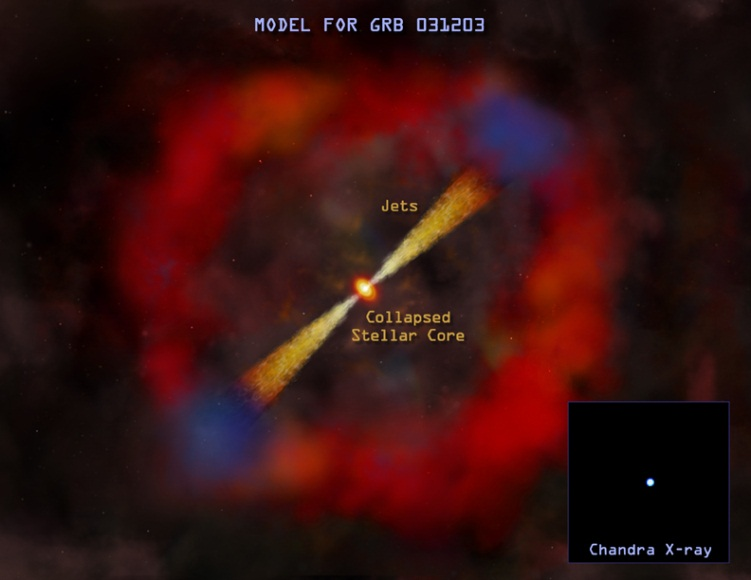 MODEL FOR GRB 031203
Jets
Collapsed
Stellar Core
Chandra X-ray